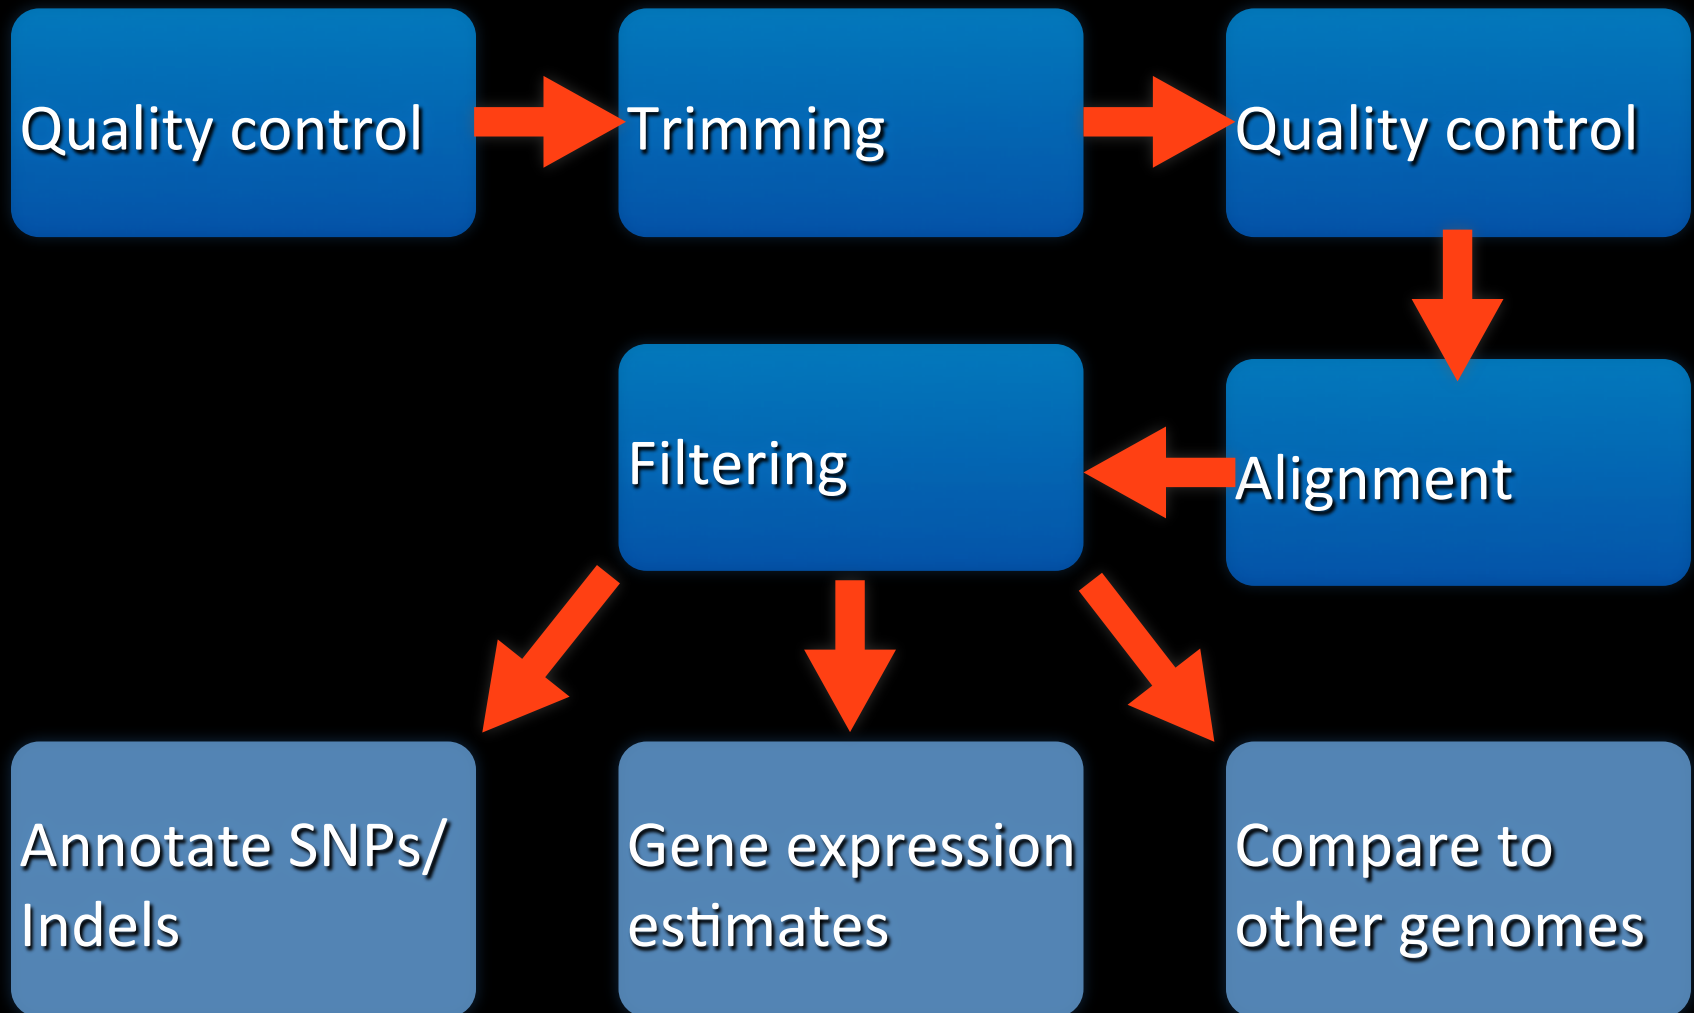 Quality control
Trimming
Quality control
Filtering
Alignment
Annotate SNPs/
Indels
Gene expression
estimates
Compare to
other genomes